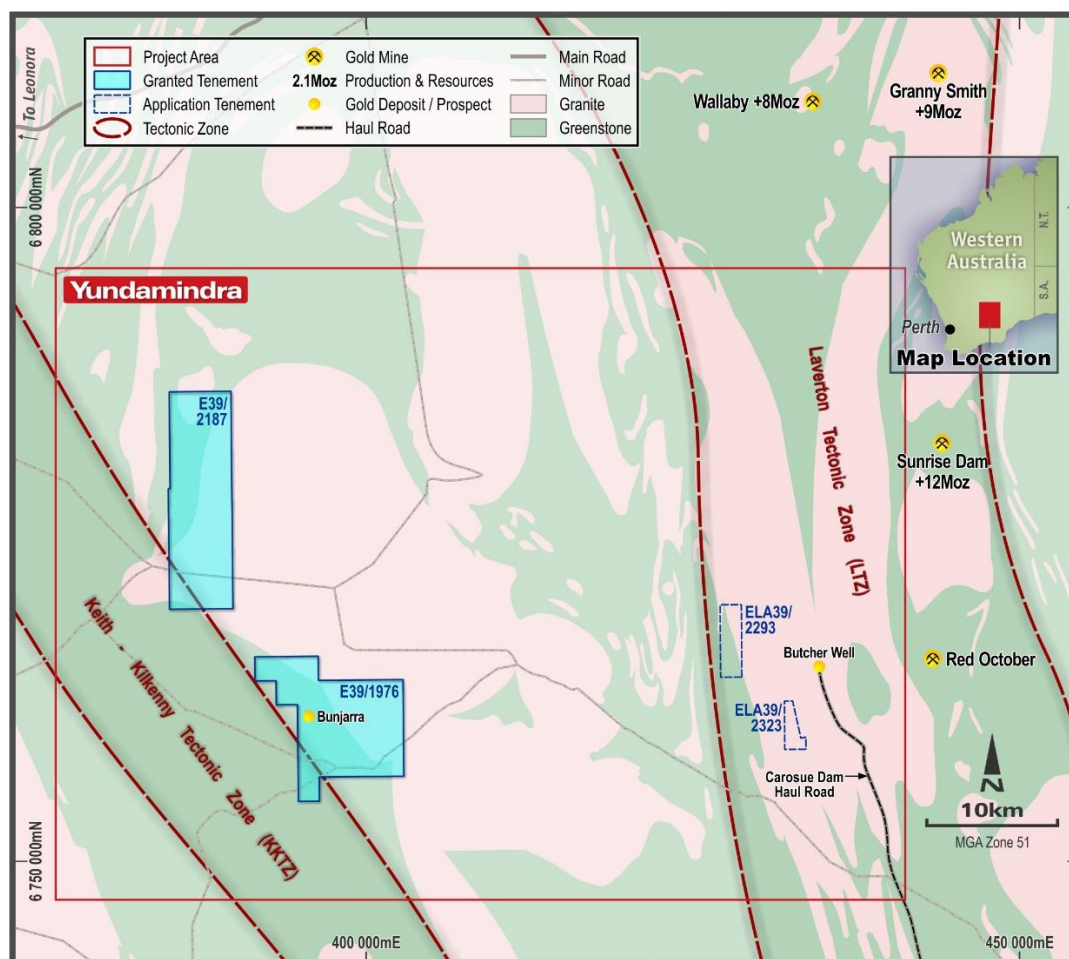 Project Area
Granted Tenement
Application Tenement
Tectonic Zone
Gold Mine
2.1Moz Production & Resources
Gold Deposit / Prospect
Haul Road
Main Road
Minor Road
Granite
Greenstone
To Leonora
Wallaby +8Moz
Granny Smith
+9Moz
6 800 000mN
Western
Australia
N.T.
S.A.
Perth
Map Location
Yundamindra
E39/
2187
Laverton Tectonic Zone (LTZ)
Sunrise Dam
+12Moz
Keith - Kilkenny Tectonic Zone (KKTZ)
ELA39/
2293
Butcher Well
Red October
E39/1976
Bunjarra
ELA39/
2323
Carosue Dam
Haul Road
N
10km
MGA Zone 51
6 750 000mN
400 000mE
450 000mE